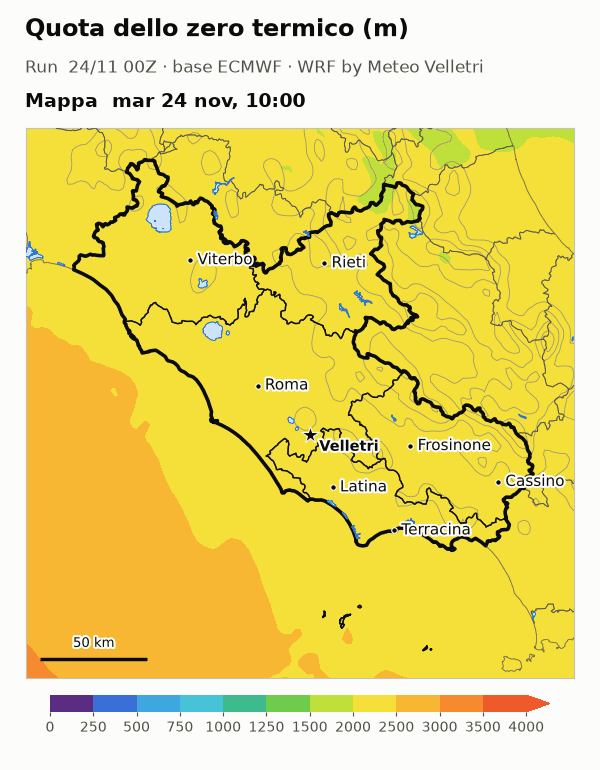 Quota dello zero termico (m)
Run  24/11 00Z · base ECMWF · WRF by Meteo Velletri
Mappa  mar 24 nov, 10:00
Viterbo
Rieti
Roma
Velletri
Frosinone
Latina
Cassino
Terracina
50 km
0 250 500 750 1000 1250 1500 2000 2500 3000 3500 4000